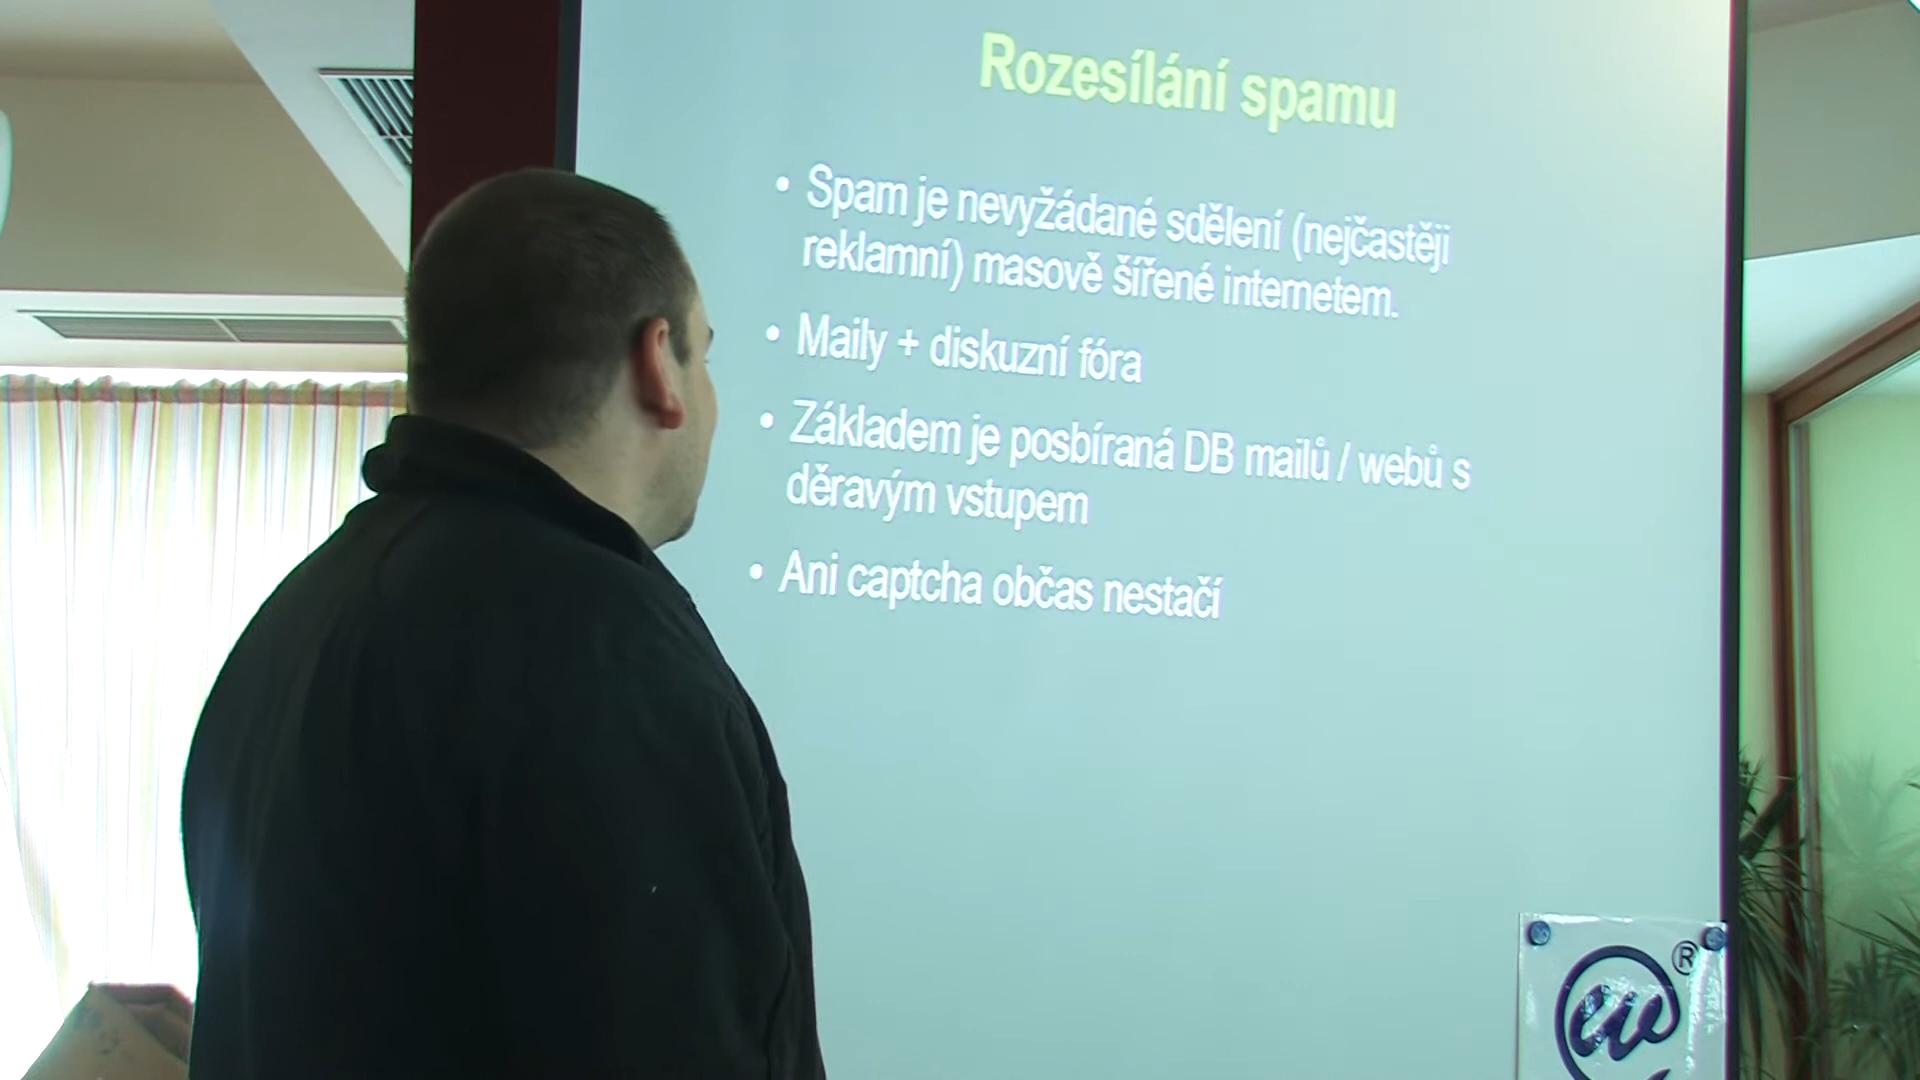 Rozesílání spamu
• Spam je nevyžádané sdělení (nejčastěji
reklamní) masově šířené internetem.
• Maily + diskuzní fóra
• Základem je posbíraná DB mailů / webů s
děravým vstupem
• Ani captcha občas nestačí
®